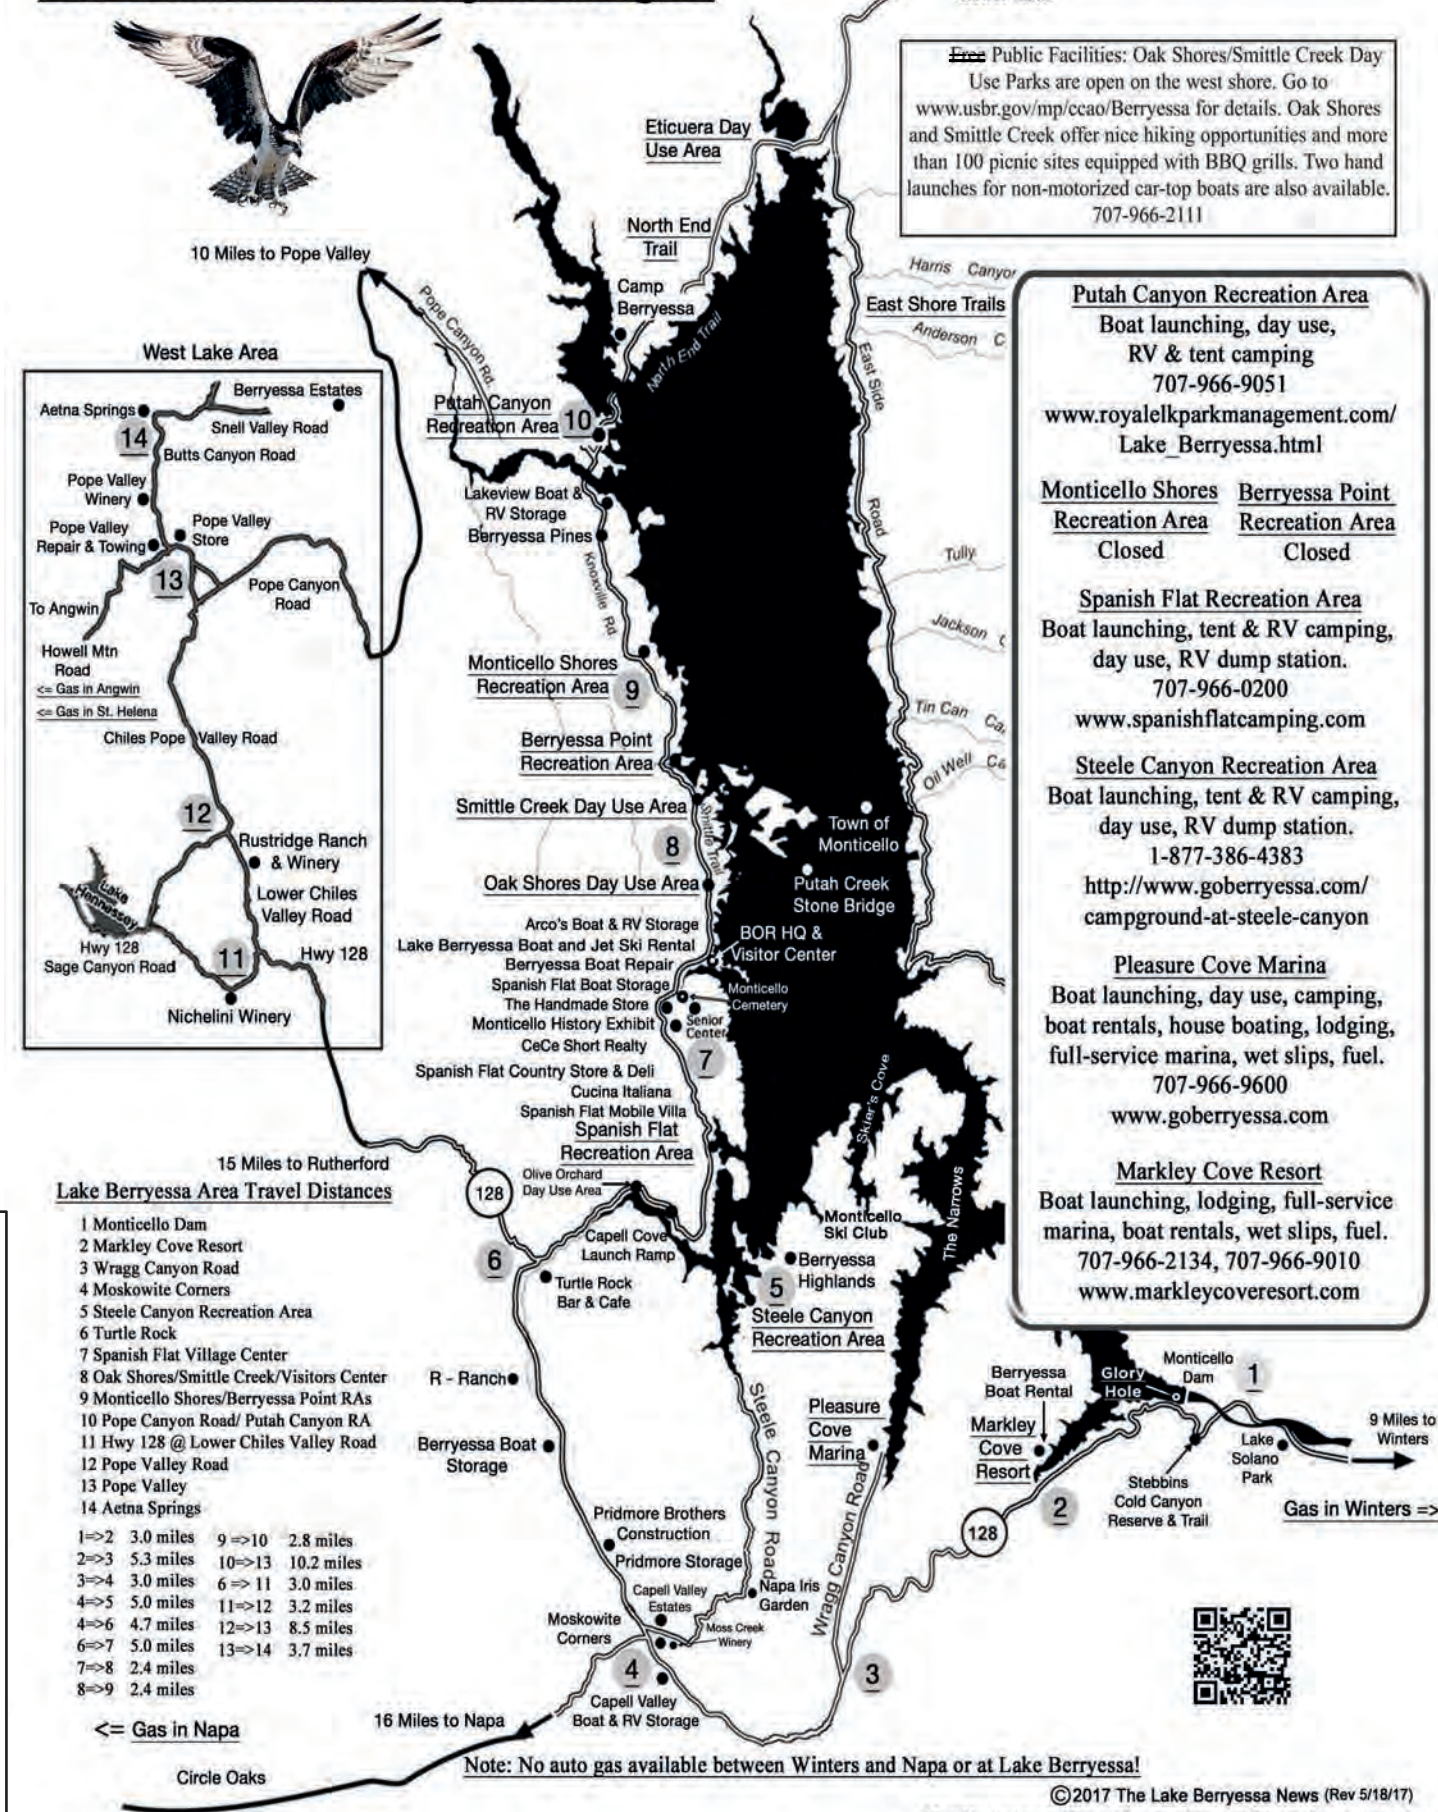 Free Public Facilities: Oak Shores/Smittle Creek Day
Use Parks are open on the west shore. Go to
www.usbr.gov/mp/ccao/Berryessa for details. Oak Shores
and Smittle Creek offer nice hiking opportunities and more
than 100 picnic sites equipped with BBQ grills. Two hand
launches for non-motorized car-top boats are also available.
707-966-2111
Eticuera Day
Use Area
North End
Trail
Camp
Berryessa
North End Trail
10 Miles to Pope Valley
Pope Canyon Rd.
Harris Canyon
East Shore Trails
Anderson C
East Side
Road
Tully
Jackson C
Tin Can Ca
Oil Well Ca
West Lake Area
Aetna Springs
Berryessa Estates
Snell Valley Road
14
Butts Canyon Road
Pope Valley
Winery
Pope Valley
Repair & Towing
Pope Valley
Store
13
Pope Canyon
Road
To Angwin
Howell Mtn
Road
<= Gas in Angwin
<= Gas in St. Helena
Chiles Pope Valley Road
12
Rustridge Ranch
& Winery
Lower Chiles
Valley Road
Lake
Hennessey
Hwy 128
Sage Canyon Road
11
Hwy 128
Nichelini Winery
Putah Canyon
Recreation Area
10
Lakeview Boat &
RV Storage
Berryessa Pines
Knoxville Rd.
Monticello Shores
Recreation Area
9
Berryessa Point
Recreation Area
Smittle Creek Day Use Area
Smittle Trail
8
Oak Shores Day Use Area
Town of
Monticello
Putah Creek
Stone Bridge
BOR HQ &
Visitor Center
Arco's Boat & RV Storage
Lake Berryessa Boat and Jet Ski Rental
Berryessa Boat Repair
Spanish Flat Boat Storage
The Handmade Store
Monticello History Exhibit
CeCe Short Realty
Monticello
Cemetery
Senior
Center
7
Spanish Flat Country Store & Deli
Cucina Italiana
Spanish Flat Mobile Villa
Spanish Flat
Recreation Area
Olive Orchard
Day Use Area
Capell Cove
Launch Ramp
Skier's Cove
The Narrows
Monticello
Ski Club
Berryessa
Highlands
5
Steele Canyon
Recreation Area
128
6
Turtle Rock
Bar & Cafe
R - Ranch
Berryessa Boat
Storage
Pridmore Brothers
Construction
Pridmore Storage
Steele Canyon Road
Pleasure
Cove
Marina
Wragg Canyon Road
Napa Iris
Garden
Capell Valley
Estates
Moss Creek
Winery
Moskowite
Corners
4
Capell Valley
Boat & RV Storage
3
Berryessa
Boat Rental
Markley
Cove
Resort
Glory
Hole
Monticello
Dam
1
2
128
Stebbins
Cold Canyon
Reserve & Trail
Lake
Solano
Park
9 Miles to
Winters
Gas in Winters =>
Putah Canyon Recreation Area
Boat launching, day use,
RV & tent camping
707-966-9051
www.royalelkparkmanagement.com/
Lake_Berryessa.html
Monticello Shores
Recreation Area
Closed
Berryessa Point
Recreation Area
Closed
Spanish Flat Recreation Area
Boat launching, tent & RV camping,
day use, RV dump station.
707-966-0200
www.spanishflatcamping.com
Steele Canyon Recreation Area
Boat launching, tent & RV camping,
day use, RV dump station.
1-877-386-4383
http://www.goberryessa.com/
campground-at-steele-canyon
Pleasure Cove Marina
Boat launching, day use, camping,
boat rentals, house boating, lodging,
full-service marina, wet slips, fuel.
707-966-9600
www.goberryessa.com
Markley Cove Resort
Boat launching, lodging, full-service
marina, boat rentals, wet slips, fuel.
707-966-2134, 707-966-9010
www.markleycoveresort.com
15 Miles to Rutherford
Lake Berryessa Area Travel Distances
1 Monticello Dam
2 Markley Cove Resort
3 Wragg Canyon Road
4 Moskowite Corners
5 Steele Canyon Recreation Area
6 Turtle Rock
7 Spanish Flat Village Center
8 Oak Shores/Smittle Creek/Visitors Center
9 Monticello Shores/Berryessa Point RAs
10 Pope Canyon Road/ Putah Canyon RA
11 Hwy 128 @ Lower Chiles Valley Road
12 Pope Valley Road
13 Pope Valley
14 Aetna Springs
1=>2 3.0 miles
2=>3 5.3 miles
3=>4 3.0 miles
4=>5 5.0 miles
4=>6 4.7 miles
6=>7 5.0 miles
7=>8 2.4 miles
8=>9 2.4 miles
9 =>10 2.8 miles
10=>13 10.2 miles
6 => 11 3.0 miles
11=>12 3.2 miles
12=>13 8.5 miles
13=>14 3.7 miles
<= Gas in Napa
16 Miles to Napa
Circle Oaks
Note: No auto gas available between Winters and Napa or at Lake Berryessa!
©2017 The Lake Berryessa News (Rev 5/18/17)